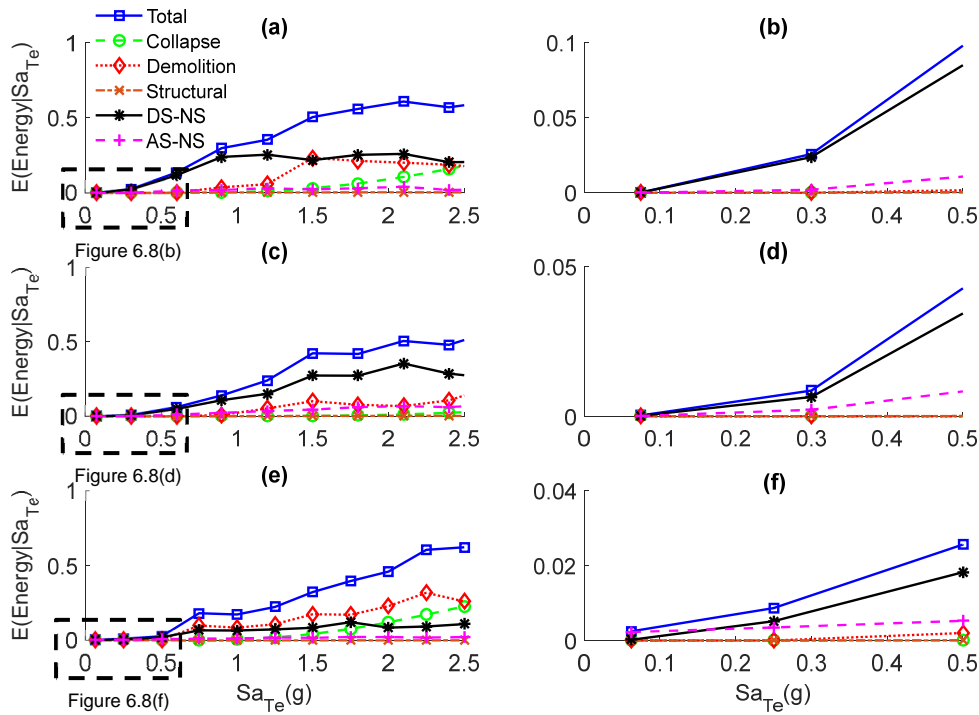 (a)
Total
Collapse
Demolition
Structural
DS-NS
AS-NS
E(Energy|Sa_Te)
1
0.5
0
0 0.5 1 1.5 2 2.5
Figure 6.8(b)
(b)
0.1
0.05
0
0 0.1 0.2 0.3 0.4 0.5
(c)
E(Energy|Sa_Te)
1
0.5
0
0 0.5 1 1.5 2 2.5
Figure 6.8(d)
(d)
0.05
0
0 0.1 0.2 0.3 0.4 0.5
(e)
E(Energy|Sa_Te)
1
0.5
0
0 0.5 1 1.5 2 2.5
Sa_Te(g)
Figure 6.8(f)
(f)
0.04
0.02
0
0 0.1 0.2 0.3 0.4 0.5
Sa_Te(g)